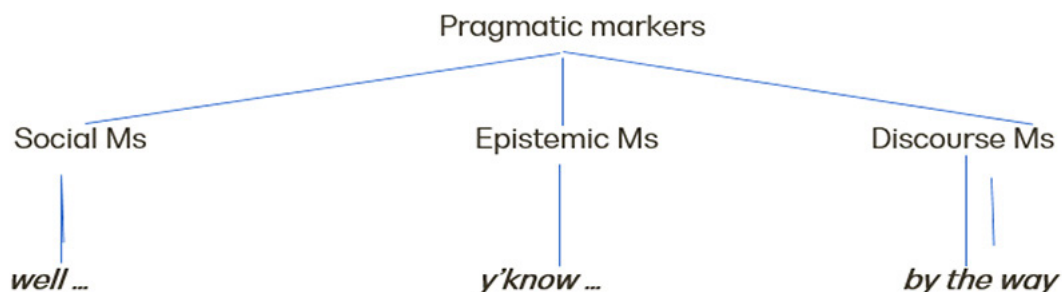 Pragmatic markers
Social Ms Epistemic Ms Discourse Ms
well ... y'know ... by the way